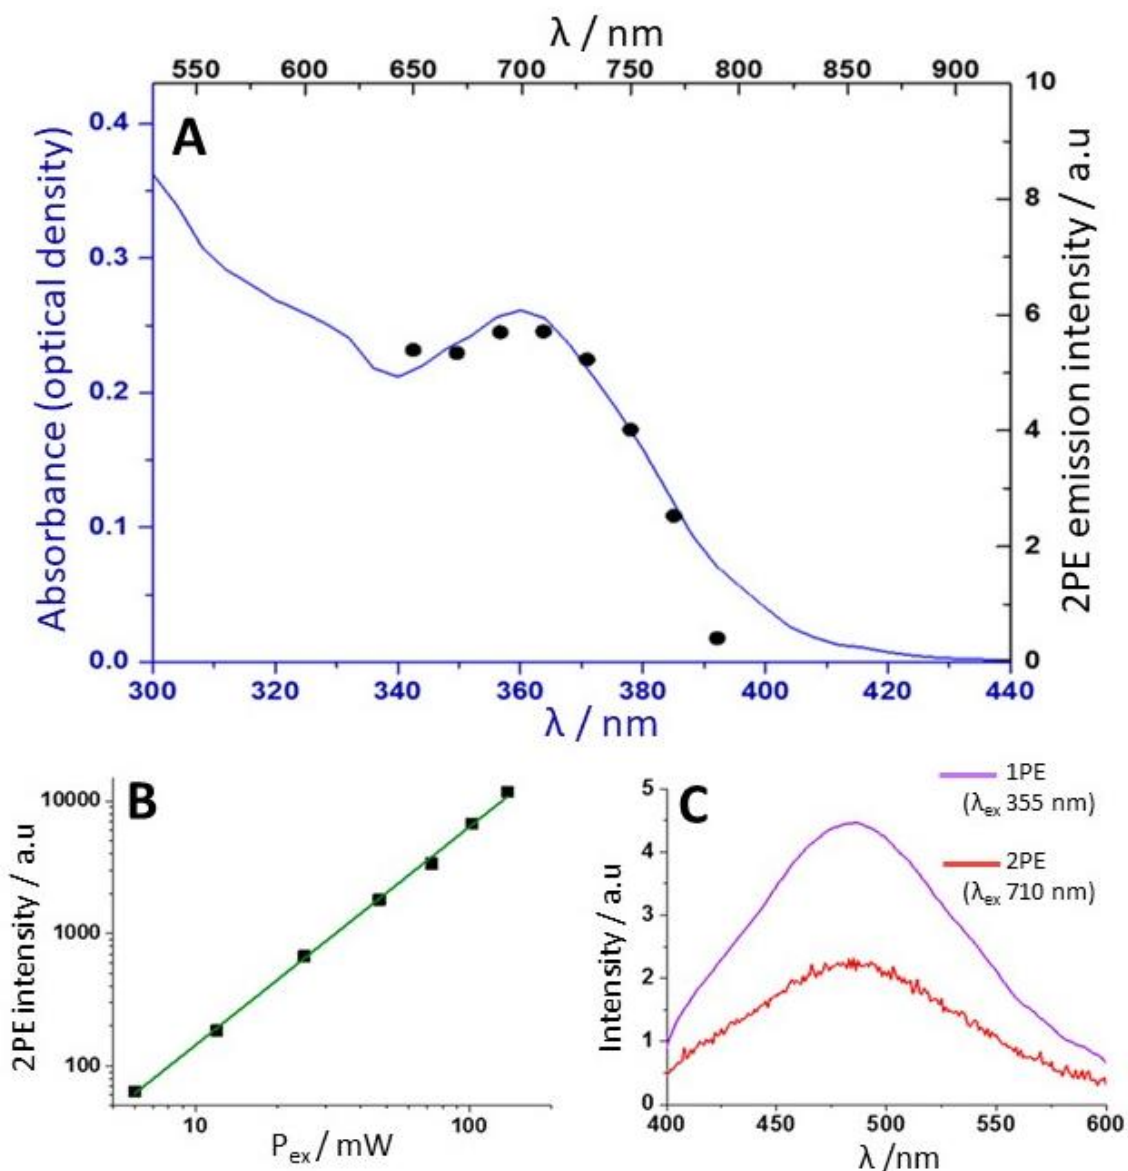 λ / nm
550 600 650 700 750 800 850 900
A
Absorbance (optical density)
0.4
0.3
0.2
0.1
0.0
10
8
6
4
2
0
2PE emission intensity / a.u
300 320 340 360 380 400 420 440
λ / nm
B
2PE intensity / a.u
10000
1000
100
10 100
Pₑₓ / mW
C
Intensity / a.u
5
4
3
2
1
0
1PE
(λₑₓ 355 nm)
2PE
(λₑₓ 710 nm)
400 450 500 550 600
λ /nm